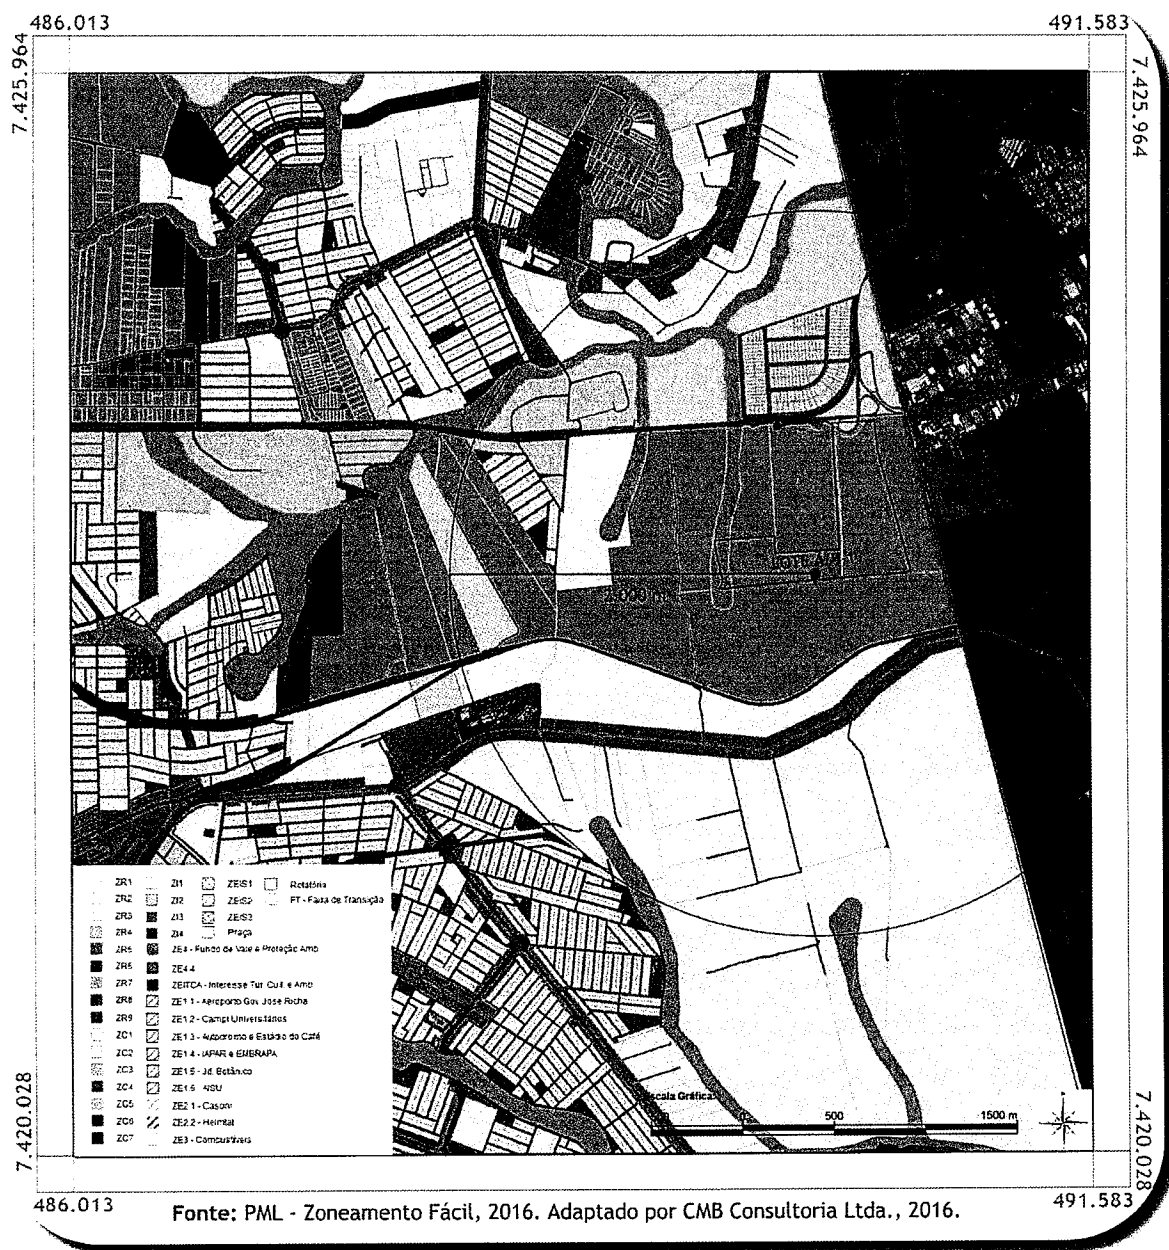 486.013
491.583
7.425.964
7.425.964
ZR1
ZR2
ZR3
ZR4
ZR5
ZR6
ZR7
ZR8
ZR9
ZC1
ZC2
ZC3
ZC4
ZC5
ZC6
ZC7
ZI1
ZI2
ZI3
ZI4
ZE4 - Fundo de Vale e Proteção Amb
ZE4.4
ZEITCA - Interesse Tur. Cult. e Amb
ZE1.1 - Aeroporto Gov. José Richa
ZE1.2 - Campi Universitários
ZE1.3 - Autódromo e Estádio do Café
ZE1.4 - IAPAR e EMBRAPA
ZE1.5 - Jd. Botânico
ZE1.6
ZE2.1 - Casoni
ZE2.2 - Heimtal
ZE3 - Combustíveis
ZEIS1
ZEIS2
ZEIS3
Praça
Rotatória
FT - Faixa de Transição
Escala Gráfica
500
1500 m
7.420.028
7.420.028
486.013
491.583
Fonte: PML - Zoneamento Fácil, 2016. Adaptado por CMB Consultoria Ltda., 2016.